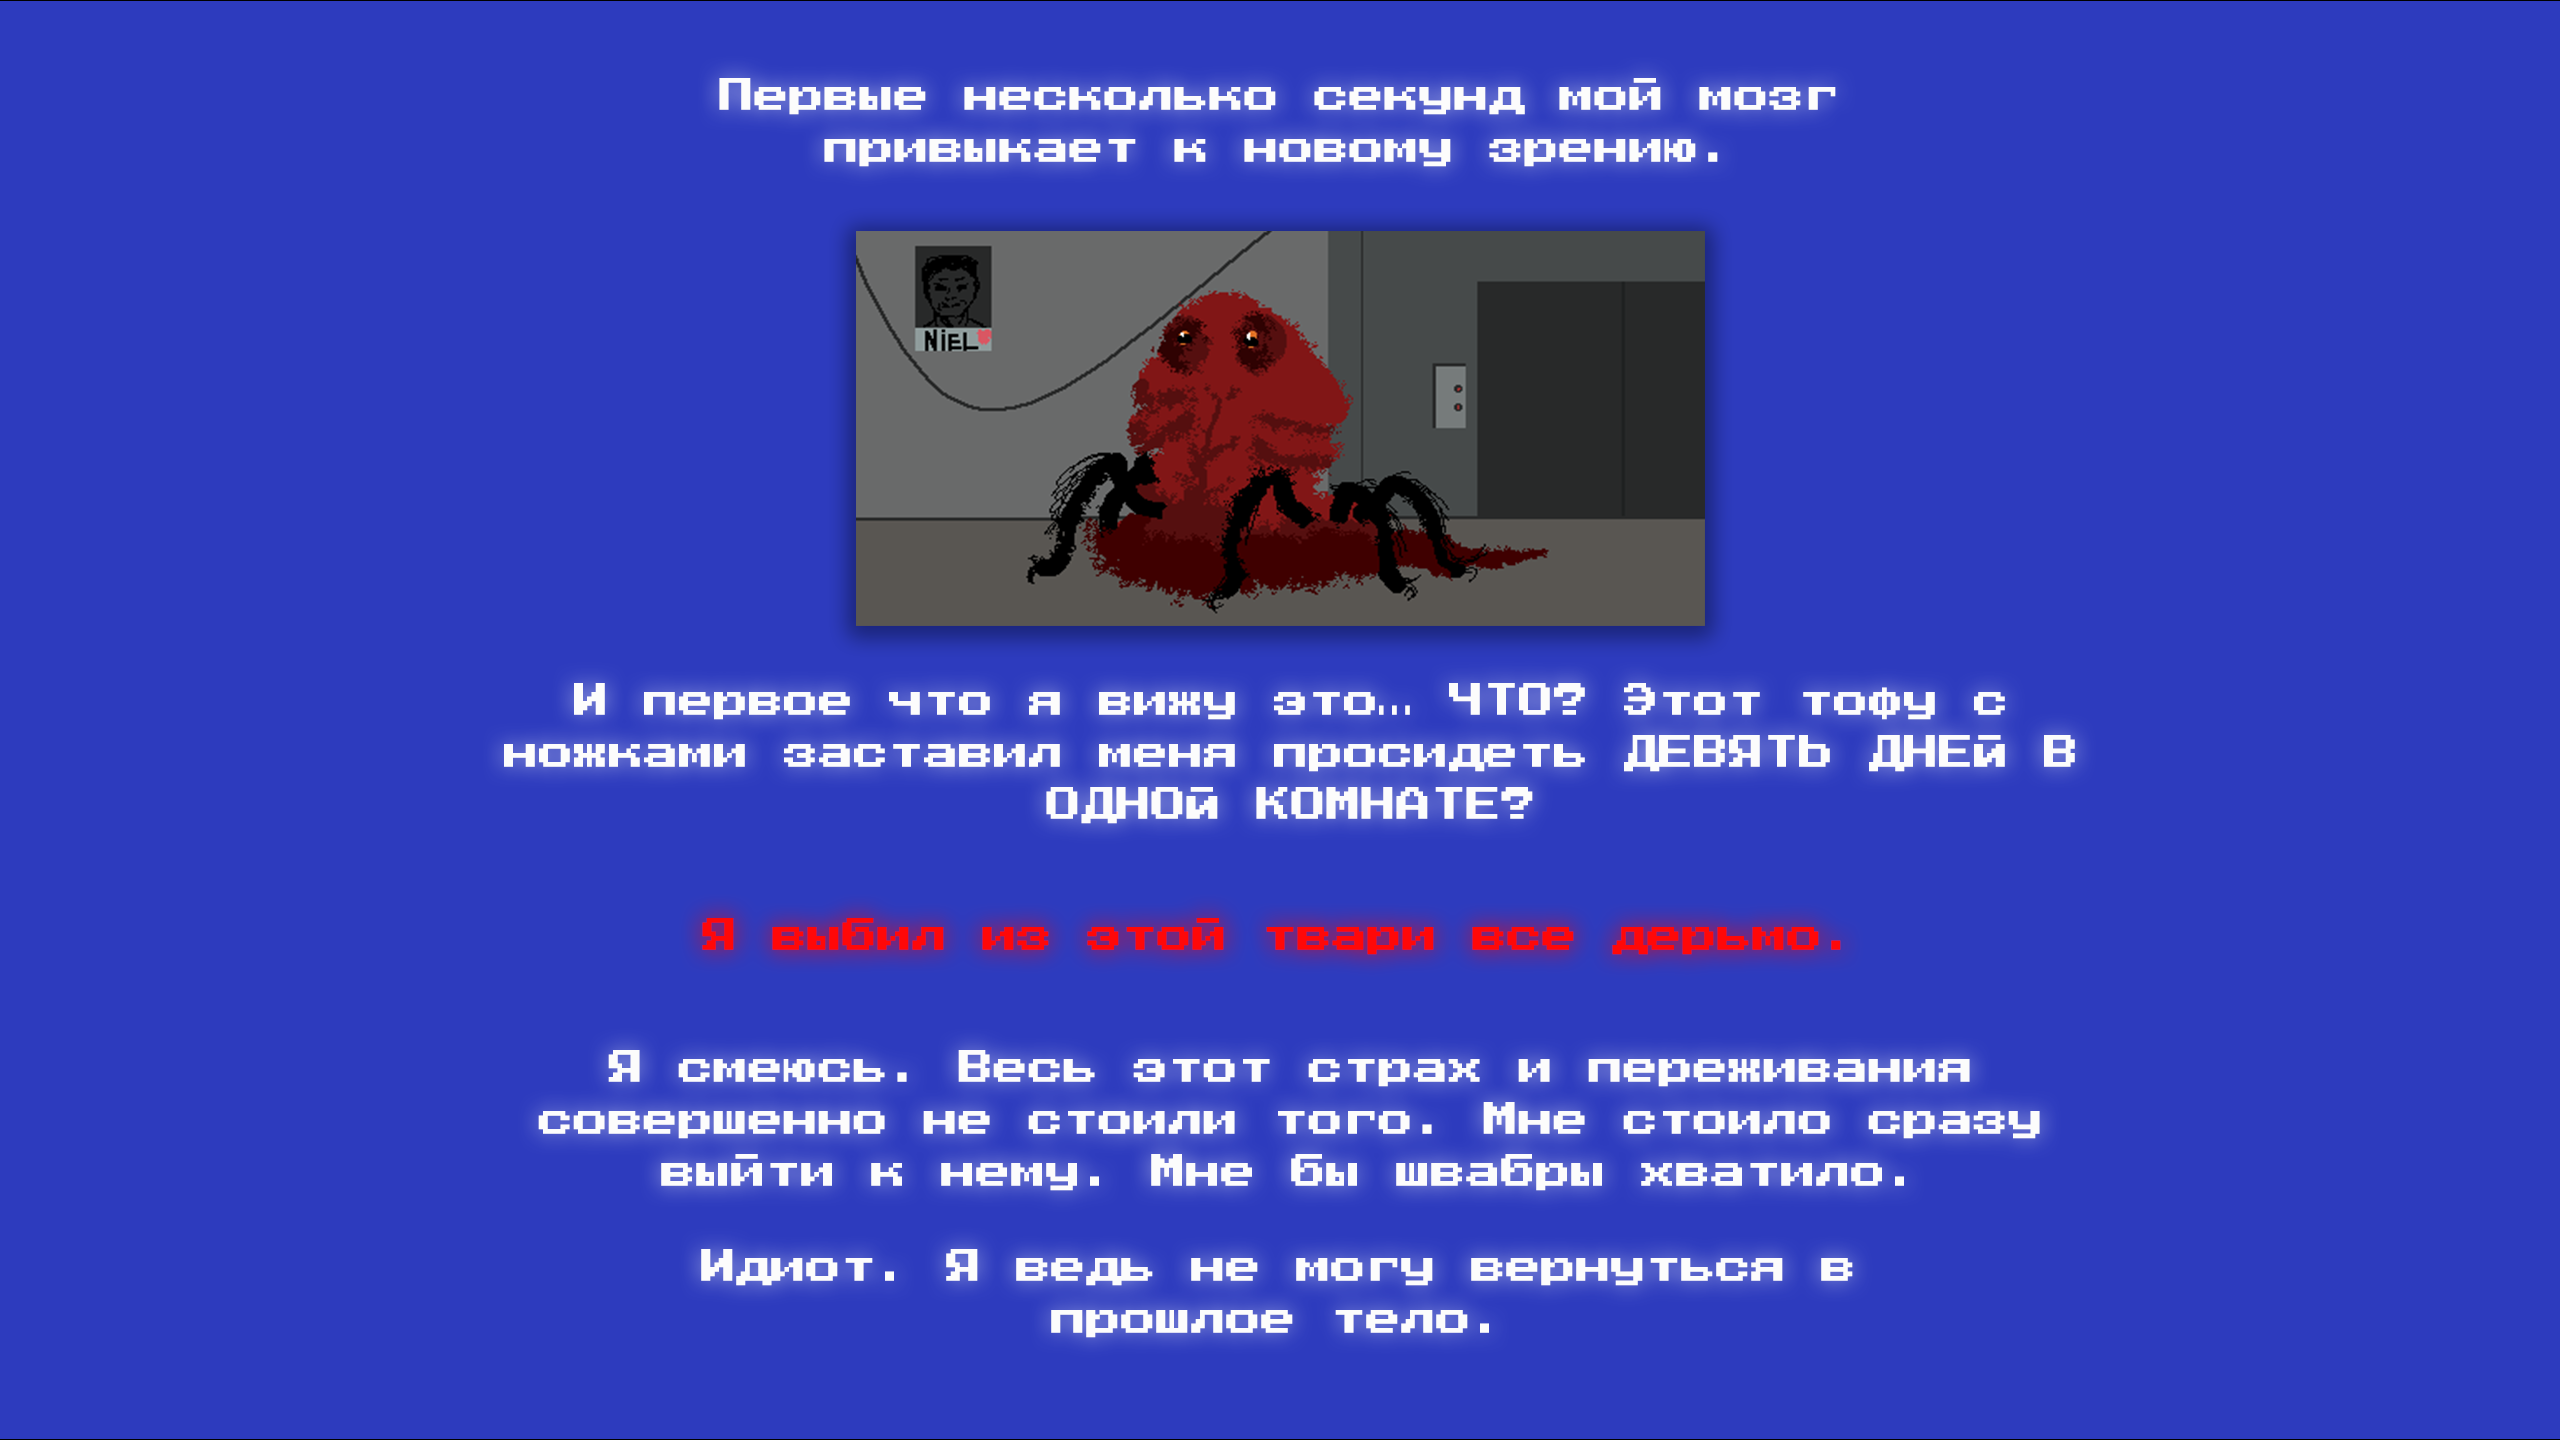 Первые несколько секунд мой мозг
привыкает к новому зрению.
NiEL
И первое что я вижу это... ЧТО? Этот тофу с
ножками заставил меня просидеть ДЕВЯТЬ ДНЕй В
ОДНОй КОМНАТЕ?
Я выбил из этой твари все дерьмо.
Я смеюсь. Весь этот страх и переживания
совершенно не стоили того. Мне стоило сразу
выйти к нему. Мне бы швабры хватило.
Идиот. Я ведь не могу вернуться в
прошлое тело.